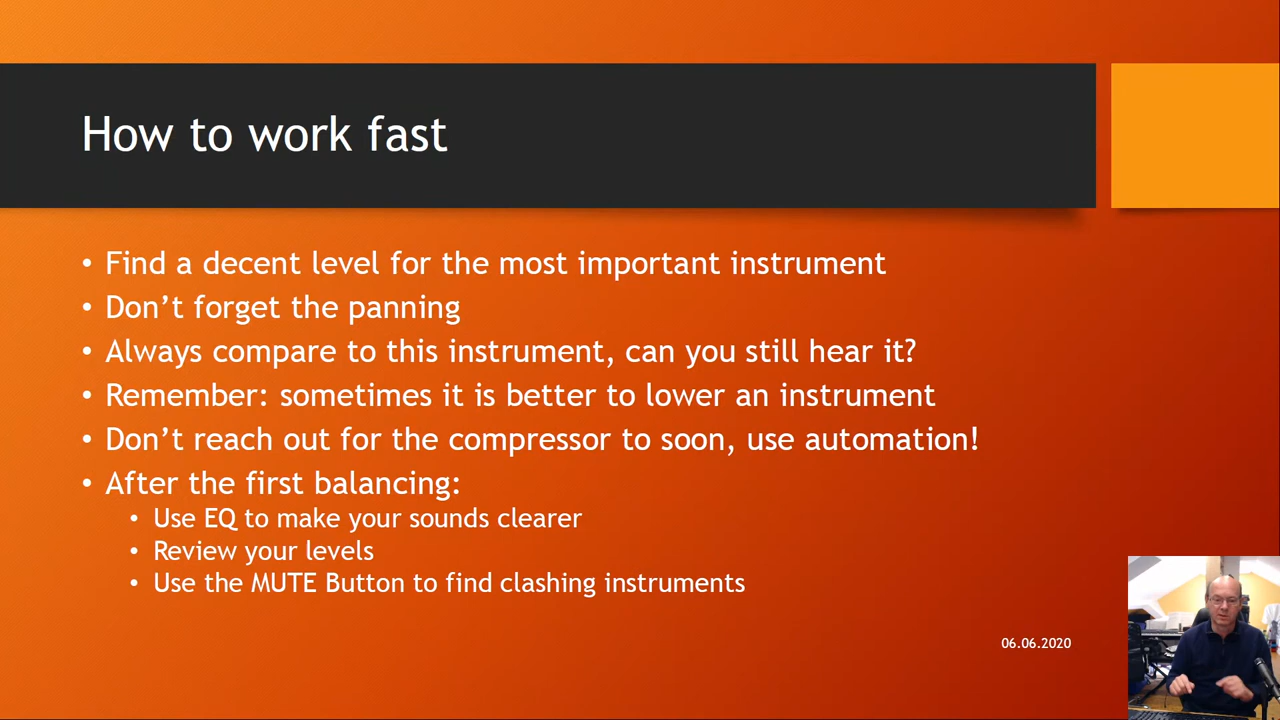 How to work fast
• Find a decent level for the most important instrument
• Don’t forget the panning
• Always compare to this instrument, can you still hear it?
• Remember: sometimes it is better to lower an instrument
• Don’t reach out for the compressor to soon, use automation!
• After the first balancing:
• Use EQ to make your sounds clearer
• Review your levels
• Use the MUTE Button to find clashing instruments
06.06.2020